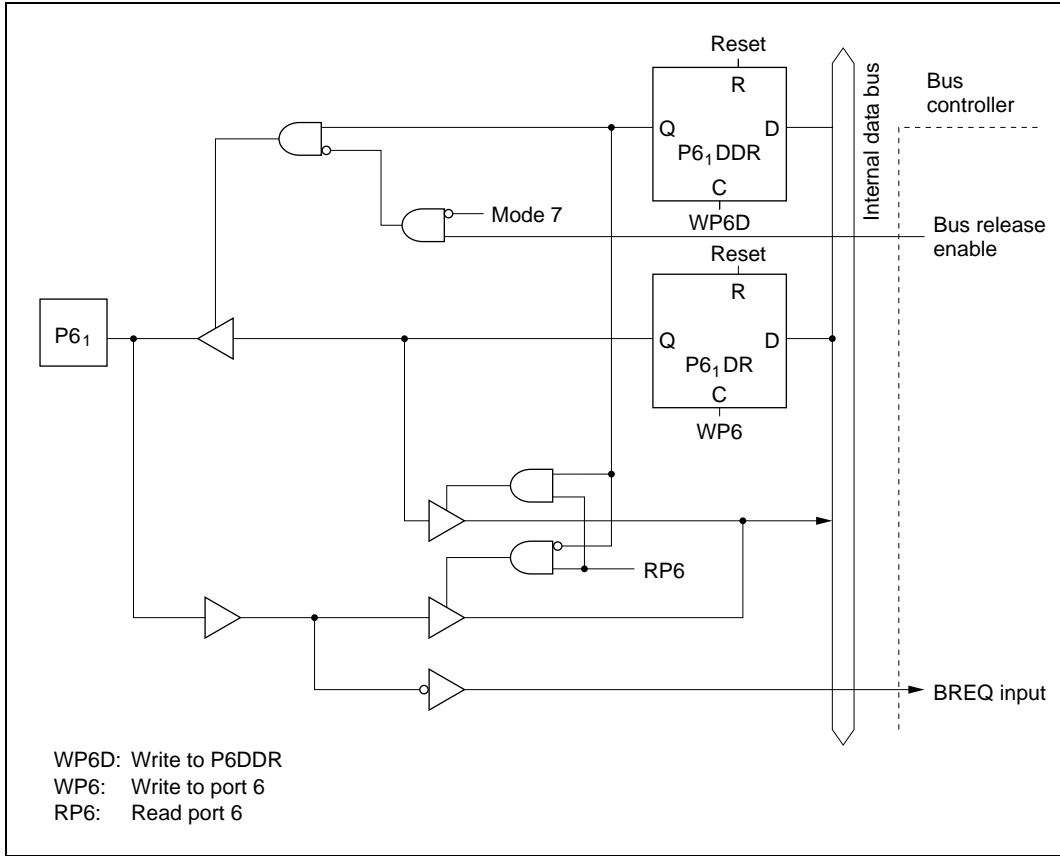 Reset
R
Q
D
P6₁DDR
C
WP6D
Internal data bus
Bus
controller
Mode 7
Bus release
enable
Reset
R
P6₁
Q
D
P6₁DR
C
WP6
RP6
BREQ input
WP6D: Write to P6DDR
WP6: Write to port 6
RP6: Read port 6